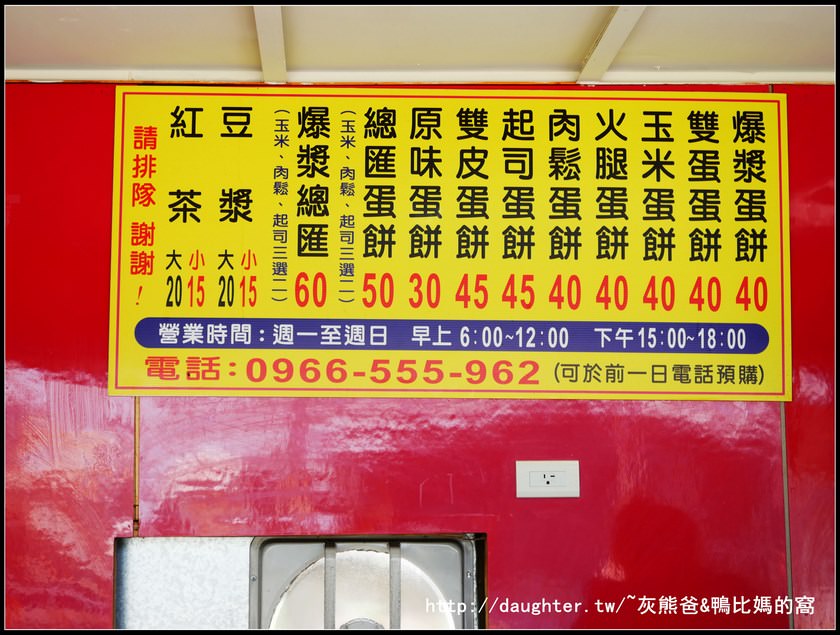 爆漿蛋餅 40
雙蛋蛋餅 40
玉米蛋餅 40
火腿蛋餅 40
肉鬆蛋餅 40
起司蛋餅 45
雙皮蛋餅 45
原味蛋餅 30
總匯蛋餅 50
(玉米、肉鬆、起司三選二)
爆漿總匯 60
(玉米、肉鬆、起司三選二)
豆漿 小15 大20
紅茶 小15 大20
請排隊 謝謝!
營業時間:週一至週日 早上6:00~12:00 下午15:00~18:00
電話:0966-555-962 (可於前一日電話預購)
http://daughter.tw/~灰熊爸&鴨比媽的窩